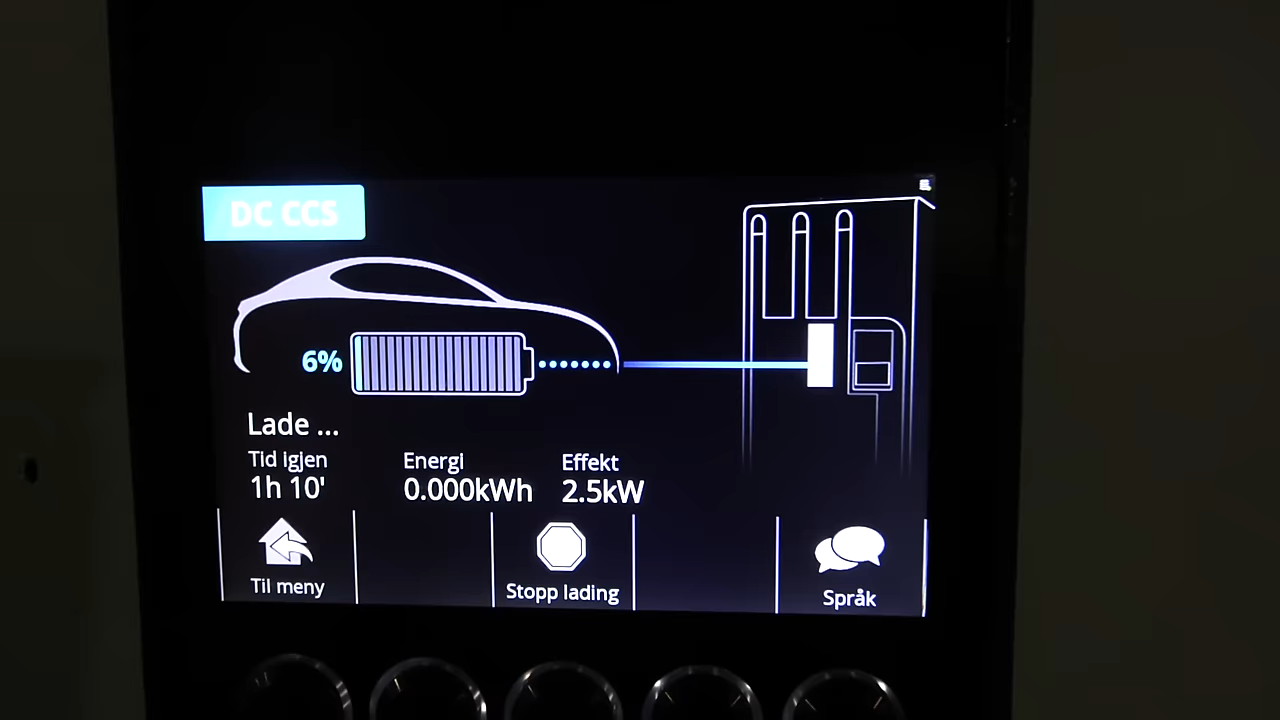 DC CCS
6%
Lade ...
Tid igjen
1h 10'
Energi
0.000kWh
Effekt
2.5kW
Til meny
Stopp lading
Språk